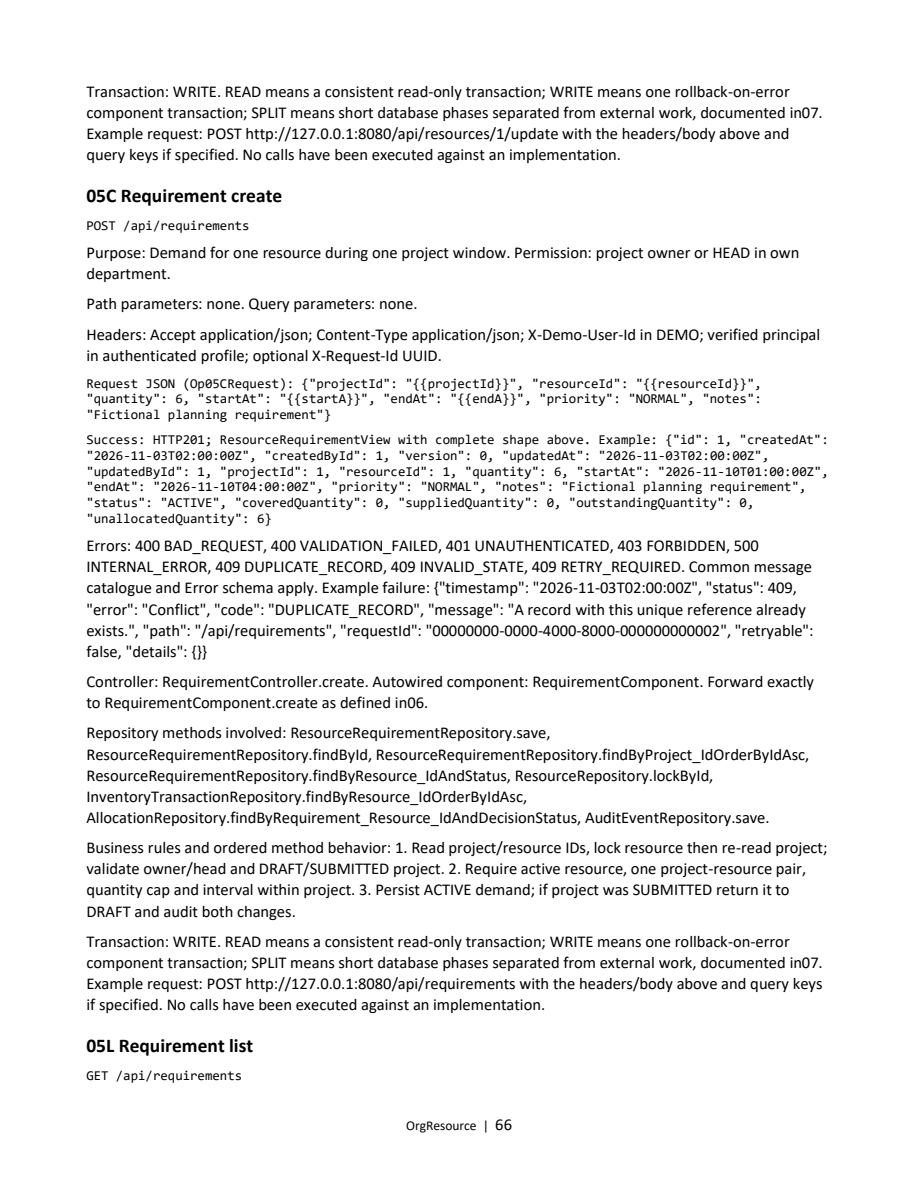 Transaction: WRITE. READ means a consistent read-only transaction; WRITE means one rollback-on-error
component transaction; SPLIT means short database phases separated from external work, documented in07.
Example request: POST http://127.0.0.1:8080/api/resources/1/update with the headers/body above and
query keys if specified. No calls have been executed against an implementation.
05C Requirement create
POST /api/requirements
Purpose: Demand for one resource during one project window. Permission: project owner or HEAD in own
department.
Path parameters: none. Query parameters: none.
Headers: Accept application/json; Content-Type application/json; X-Demo-User-Id in DEMO; verified principal
in authenticated profile; optional X-Request-Id UUID.
Request JSON (Op05CRequest): {"projectId": "{{projectId}}", "resourceId": "{{resourceId}}",
"quantity": 6, "startAt": "{{startA}}", "endAt": "{{endA}}", "priority": "NORMAL", "notes":
"Fictional planning requirement"}
Success: HTTP201; ResourceRequirementView with complete shape above. Example: {"id": 1, "createdAt":
"2026-11-03T02:00:00Z", "createdById": 1, "version": 0, "updatedAt": "2026-11-03T02:00:00Z",
"updatedById": 1, "projectId": 1, "resourceId": 1, "quantity": 6, "startAt": "2026-11-10T01:00:00Z",
"endAt": "2026-11-10T04:00:00Z", "priority": "NORMAL", "notes": "Fictional planning requirement",
"status": "ACTIVE", "coveredQuantity": 0, "suppliedQuantity": 0, "outstandingQuantity": 0,
"unallocatedQuantity": 6}
Errors: 400 BAD_REQUEST, 400 VALIDATION_FAILED, 401 UNAUTHENTICATED, 403 FORBIDDEN, 500
INTERNAL_ERROR, 409 DUPLICATE_RECORD, 409 INVALID_STATE, 409 RETRY_REQUIRED. Common message
catalogue and Error schema apply. Example failure: {"timestamp": "2026-11-03T02:00:00Z", "status": 409,
"error": "Conflict", "code": "DUPLICATE_RECORD", "message": "A record with this unique reference already
exists.", "path": "/api/requirements", "requestId": "00000000-0000-4000-8000-000000000002", "retryable":
false, "details": {}}
Controller: RequirementController.create. Autowired component: RequirementComponent. Forward exactly
to RequirementComponent.create as defined in06.
Repository methods involved: ResourceRequirementRepository.save,
ResourceRequirementRepository.findById, ResourceRequirementRepository.findByProject_IdOrderByIdAsc,
ResourceRequirementRepository.findByResource_IdAndStatus, ResourceRepository.lockById,
InventoryTransactionRepository.findByResource_IdOrderByIdAsc,
AllocationRepository.findByRequirement_Resource_IdAndDecisionStatus, AuditEventRepository.save.
Business rules and ordered method behavior: 1. Read project/resource IDs, lock resource then re-read project;
validate owner/head and DRAFT/SUBMITTED project. 2. Require active resource, one project-resource pair,
quantity cap and interval within project. 3. Persist ACTIVE demand; if project was SUBMITTED return it to
DRAFT and audit both changes.
Transaction: WRITE. READ means a consistent read-only transaction; WRITE means one rollback-on-error
component transaction; SPLIT means short database phases separated from external work, documented in07.
Example request: POST http://127.0.0.1:8080/api/requirements with the headers/body above and query keys
if specified. No calls have been executed against an implementation.
05L Requirement list
GET /api/requirements
OrgResource | 66